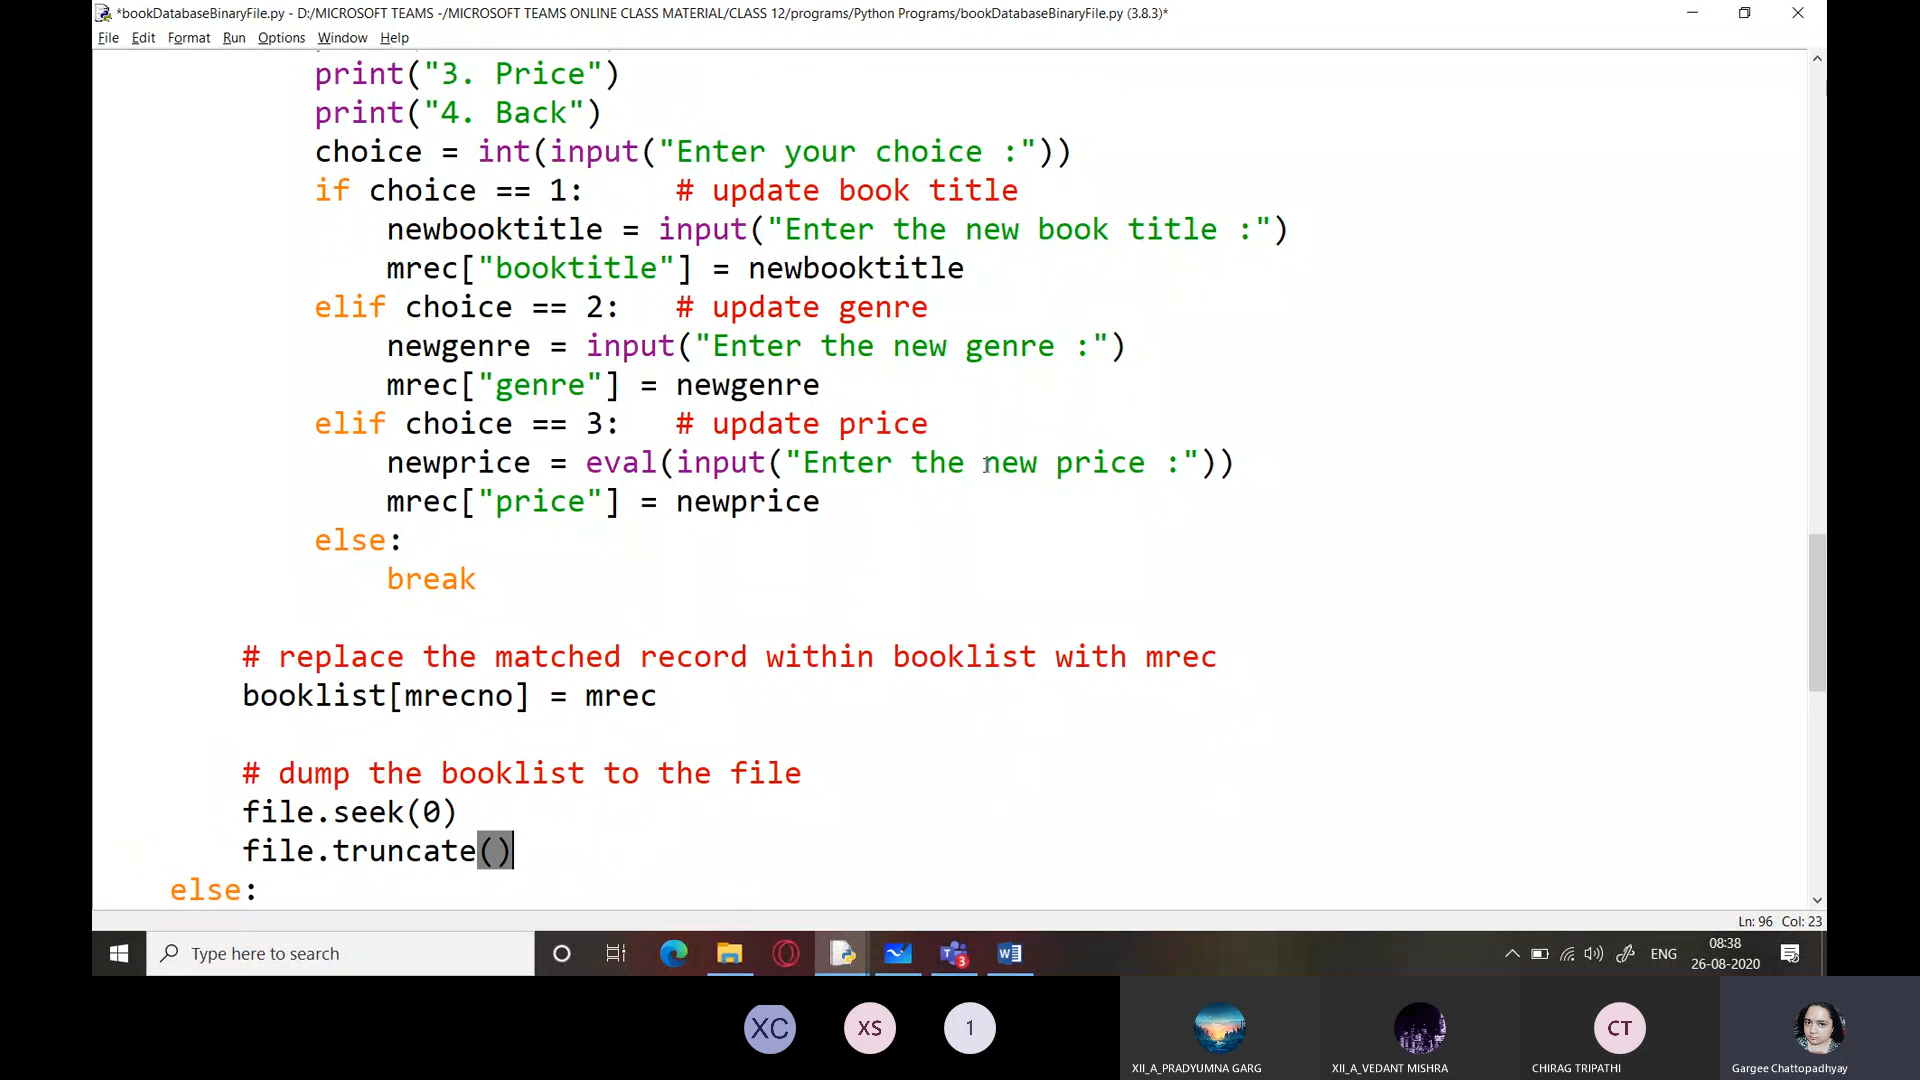 *bookDatabaseBinaryFile.py - D:/MICROSOFT TEAMS -/MICROSOFT TEAMS ONLINE CLASS MATERIAL/CLASS 12/programs/Python Programs/bookDatabaseBinaryFile.py (3.8.3)*
File Edit Format Run Options Window Help
print("3. Price")
print("4. Back")
choice = int(input("Enter your choice :"))
if choice == 1:     # update book title
newbooktitle = input("Enter the new book title :")
mrec["booktitle"] = newbooktitle
elif choice == 2:   # update genre
newgenre = input("Enter the new genre :")
mrec["genre"] = newgenre
elif choice == 3:   # update price
newprice = eval(input("Enter the new price :"))
mrec["price"] = newprice
else:
break
# replace the matched record within booklist with mrec
booklist[mrecno] = mrec
# dump the booklist to the file
file.seek(0)
file.truncate()
else:
Ln: 96 Col: 23
Type here to search
3
W
ENG
08:38
26-08-2020
XC
XS
1
CT
XII_A_PRADYUMNA GARG
XII_A_VEDANT MISHRA
CHIRAG TRIPATHI
Gargee Chattopadhyay